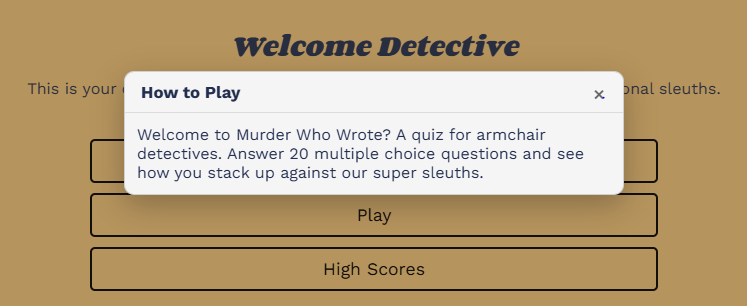 Welcome Detective
This is your
onal sleuths.
How to Play
×
Welcome to Murder Who Wrote? A quiz for armchair
detectives. Answer 20 multiple choice questions and see
how you stack up against our super sleuths.
Play
High Scores